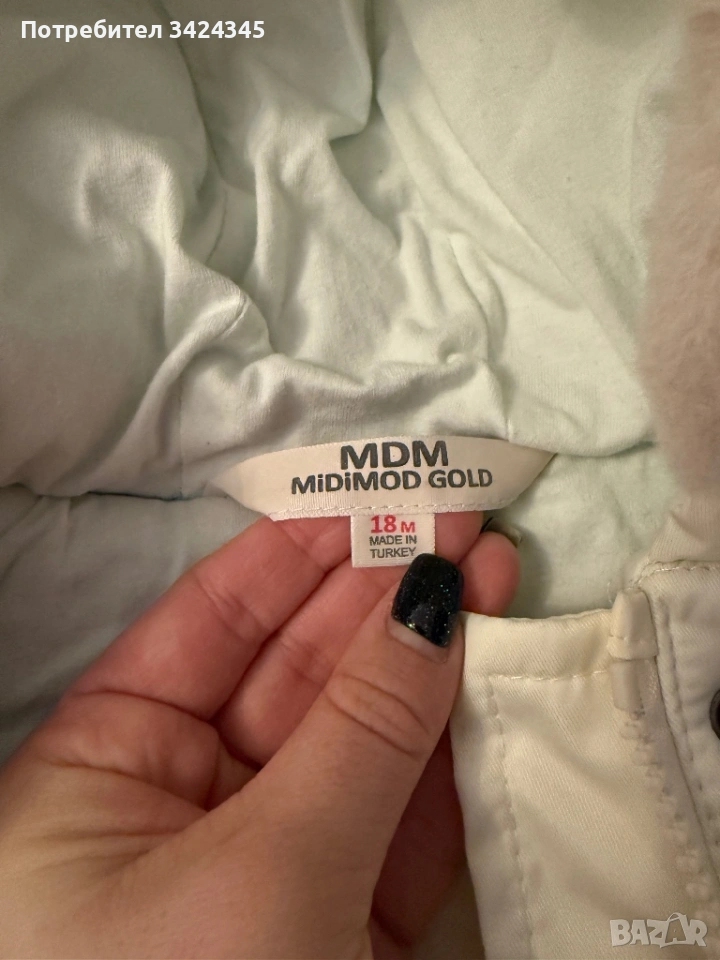 Потребител 3424345
MDM
MiDiMOD GOLD
18 M
MADE IN
TURKEY
BAZAR